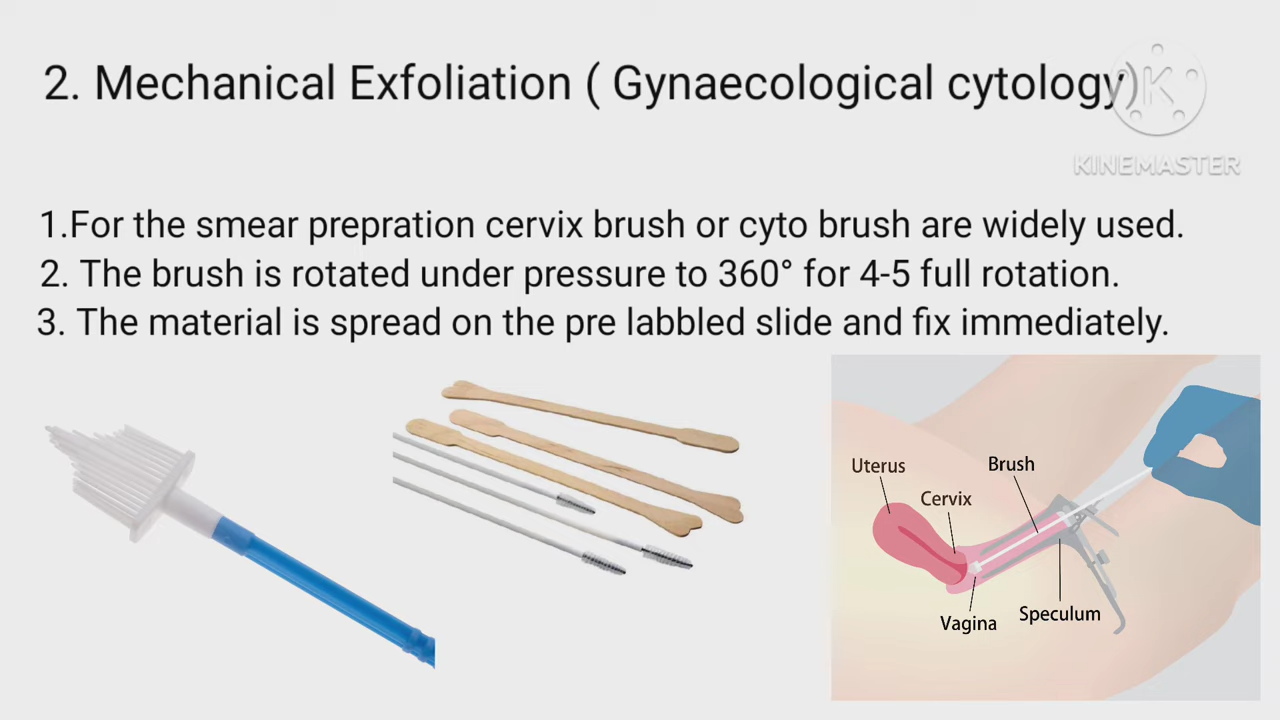 2. Mechanical Exfoliation ( Gynaecological cytology)
K
KINEMASTER
1.For the smear prepration cervix brush or cyto brush are widely used.
2. The brush is rotated under pressure to 360° for 4-5 full rotation.
3. The material is spread on the pre labbled slide and fix immediately.
Uterus
Brush
Cervix
Vagina
Speculum